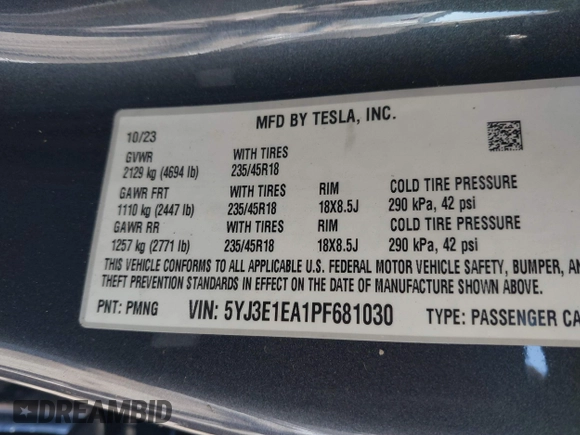 MFD BY TESLA, INC.
10/23
GVWR WITH TIRES
2129 kg (4694 lb) 235/45R18
GAWR FRT WITH TIRES RIM COLD TIRE PRESSURE
1110 kg (2447 lb) 235/45R18 18X8.5J 290 kPa, 42 psi
GAWR RR WITH TIRES RIM COLD TIRE PRESSURE
1257 kg (2771 lb) 235/45R18 18X8.5J 290 kPa, 42 psi
THIS VEHICLE CONFORMS TO ALL APPLICABLE U.S. FEDERAL MOTOR VEHICLE SAFETY, BUMPER, AN
THEFT PREVENTION STANDARDS IN EFFECT ON THE DATE OF MANUFACTURE SHOWN ABOVE.
PNT: PMNG VIN: 5YJ3E1EA1PF681030 TYPE: PASSENGER CA
DREAMBID